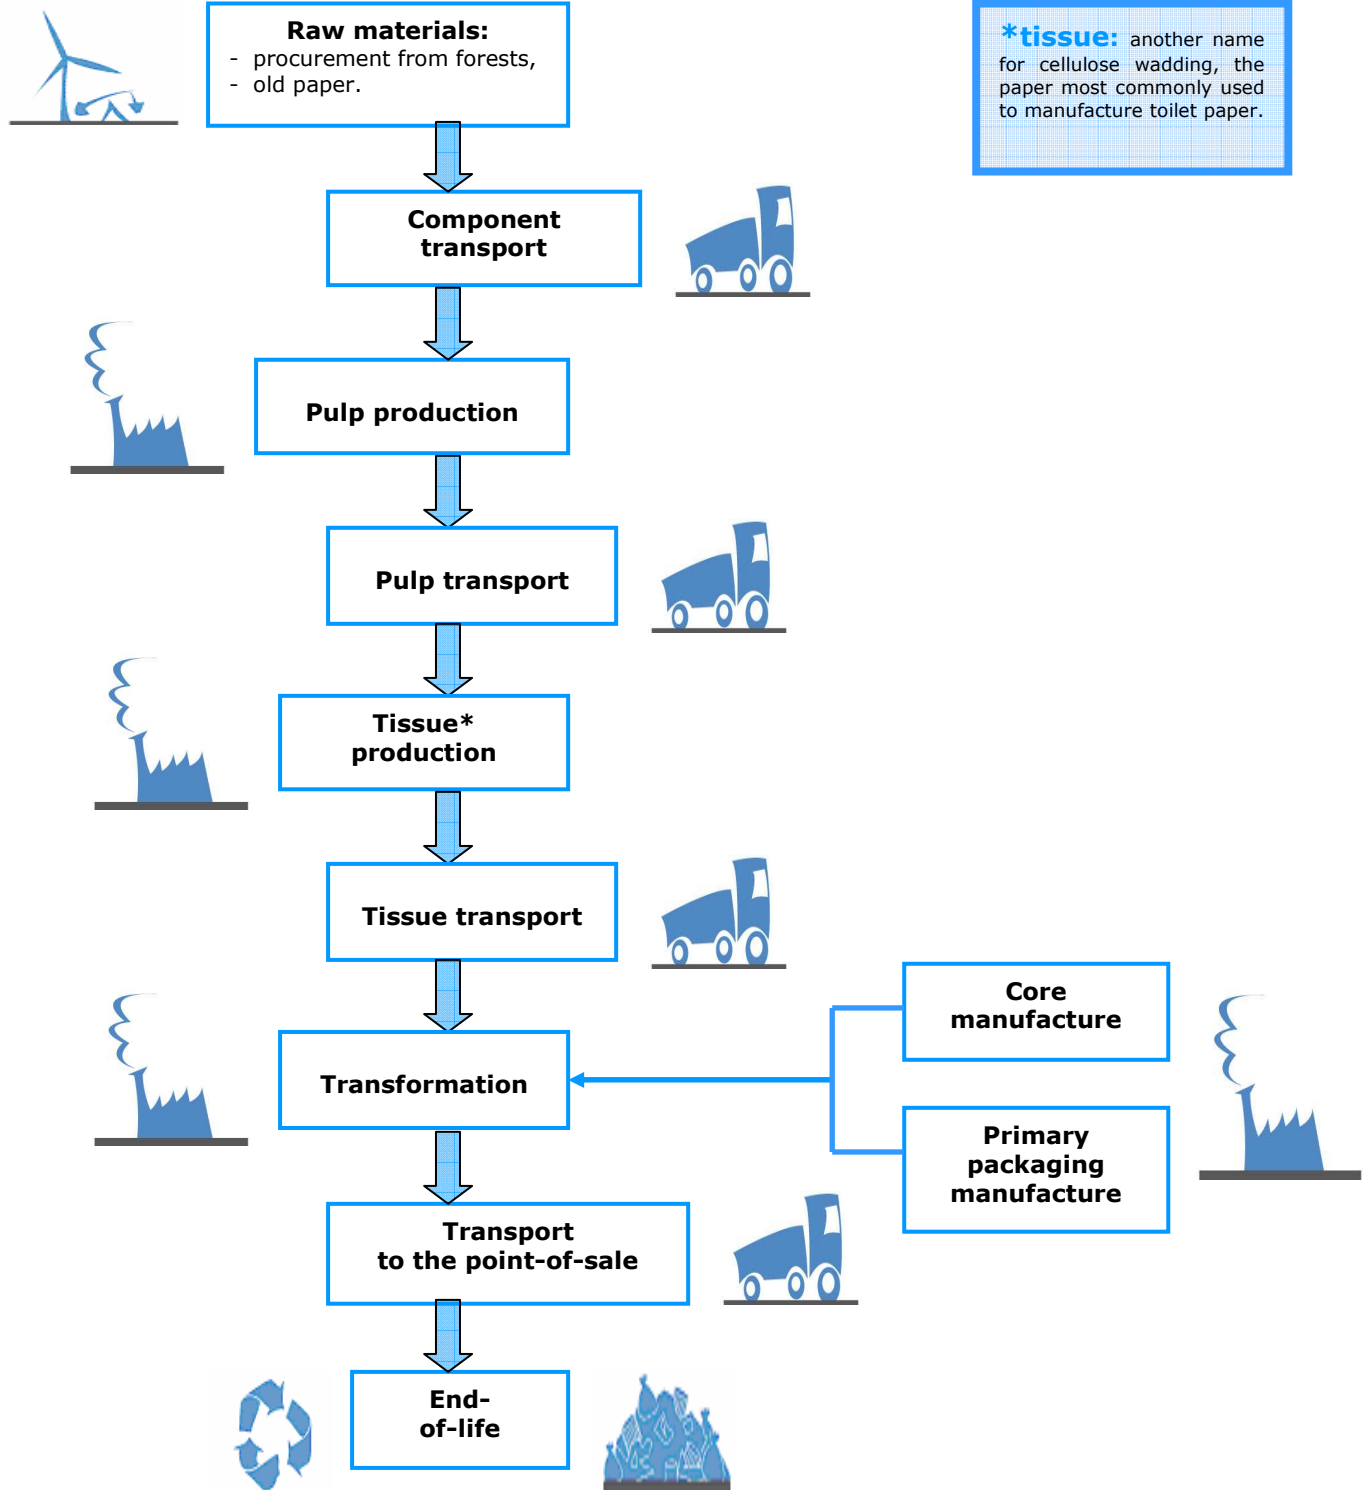 Raw materials:
- procurement from forests,
- old paper.
*tissue: another name
for cellulose wadding, the
paper most commonly used
to manufacture toilet paper.
Component
transport
Pulp production
Pulp transport
Tissue*
production
Tissue transport
Core
manufacture
Transformation
Primary
packaging
manufacture
Transport
to the point-of-sale
End-
of-life